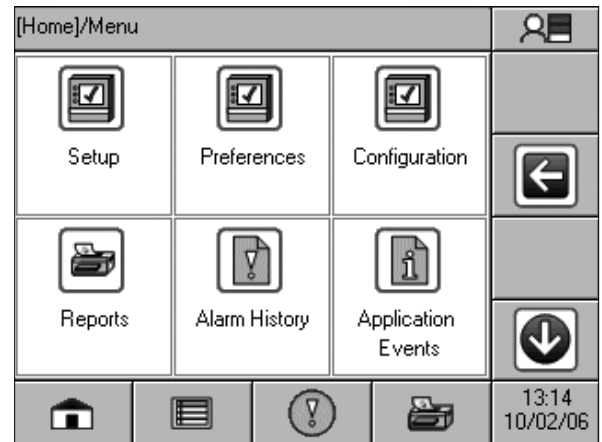 [Home]/Menu
Setup
Preferences
Configuration
Reports
Alarm History
Application
Events
13:14
10/02/06